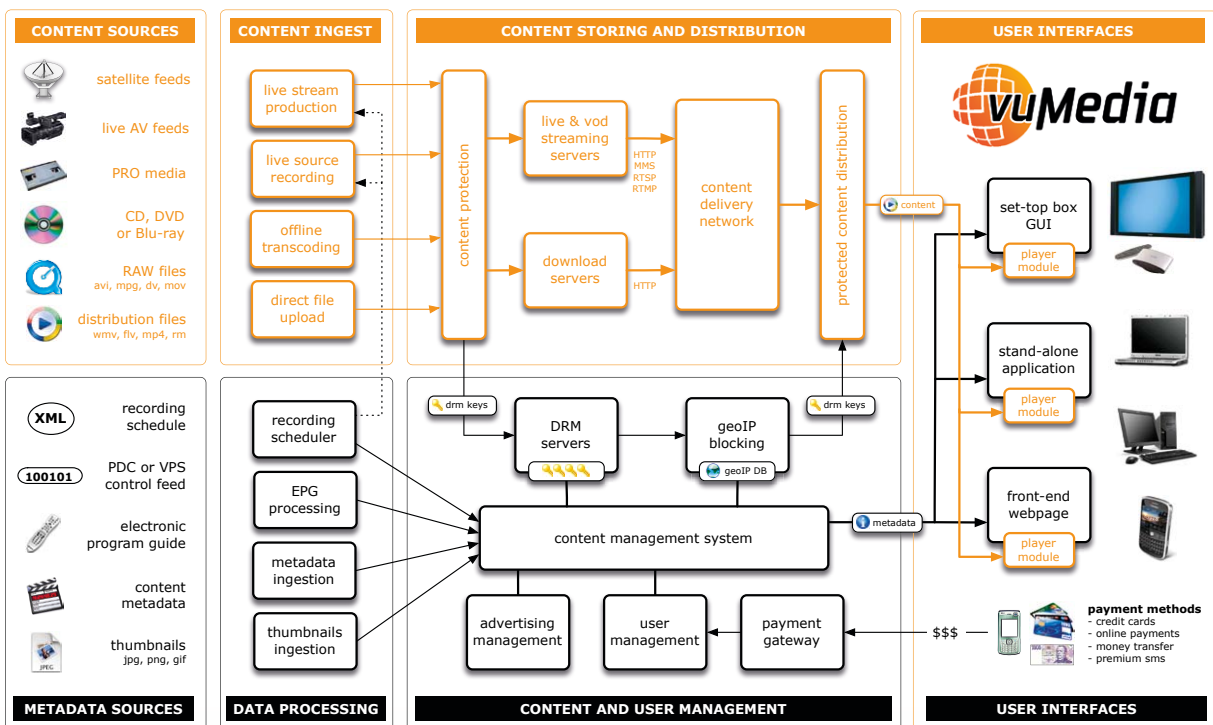 CONTENT SOURCES
satellite feeds
live AV feeds
PRO media
CD, DVD
or Blu-ray
RAW files
avi, mpg, dv, mov
distribution files
wmv, flv, mp4, rm
CONTENT INGEST
live stream
production
live source
recording
offline
transcoding
direct file
upload
CONTENT STORING AND DISTRIBUTION
content protection
live & vod
streaming
servers
HTTP
MMS
RTSP
RTMP
download
servers
HTTP
content
delivery
network
protected content distribution
content
USER INTERFACES
vuMedia
set-top box
GUI
player
module
stand-alone
application
player
module
front-end
webpage
player
module
XML
recording
schedule
100101
PDC or VPS
control feed
electronic
program guide
content
metadata
JPEG
thumbnails
jpg, png, gif
METADATA SOURCES
recording
scheduler
EPG
processing
metadata
ingestion
thumbnails
ingestion
DATA PROCESSING
drm keys
DRM
servers
geoIP
blocking
geoIP DB
drm keys
content management system
metadata
advertising
management
user
management
payment
gateway
$$$
payment methods
- credit cards
- online payments
- money transfer
- premium sms
CONTENT AND USER MANAGEMENT
USER INTERFACES